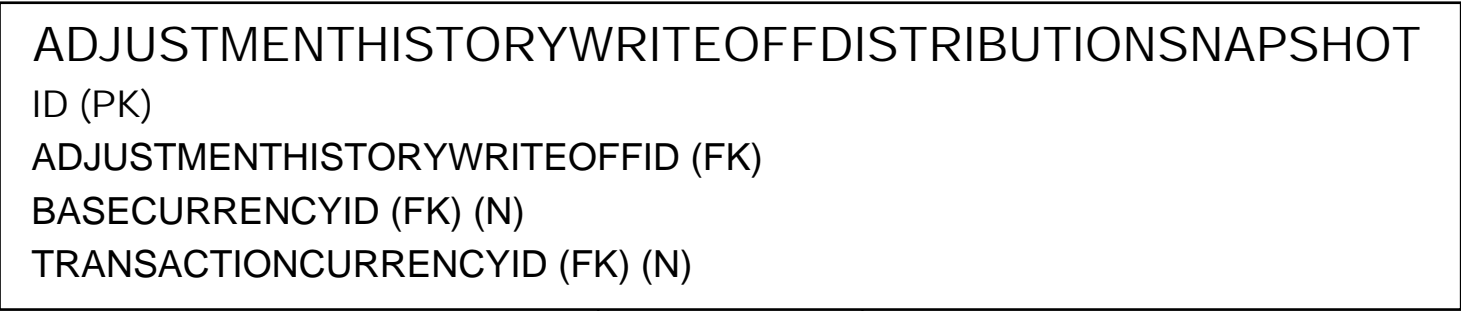 ADJUSTMENTHISTORYWRITEOFFDISTRIBUTIONSNAPSHOT
ID (PK)
ADJUSTMENTHISTORYWRITEOFFID (FK)
BASECURRENCYID (FK) (N)
TRANSACTIONCURRENCYID (FK) (N)